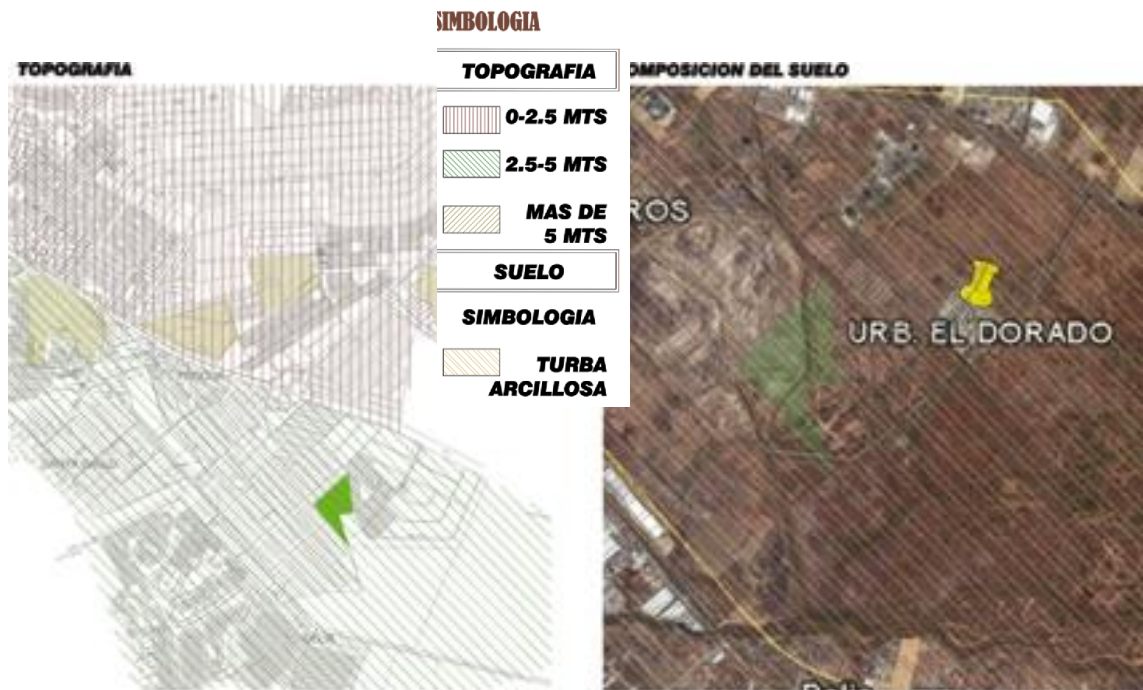 SIMBOLOGIA
TOPOGRAFIA
TOPOGRAFIA
0-2.5 MTS
2.5-5 MTS
MAS DE
5 MTS
SUELO
SIMBOLOGIA
TURBA
ARCILLOSA
OMPOSICION DEL SUELO
ROS
URB. EL DORADO